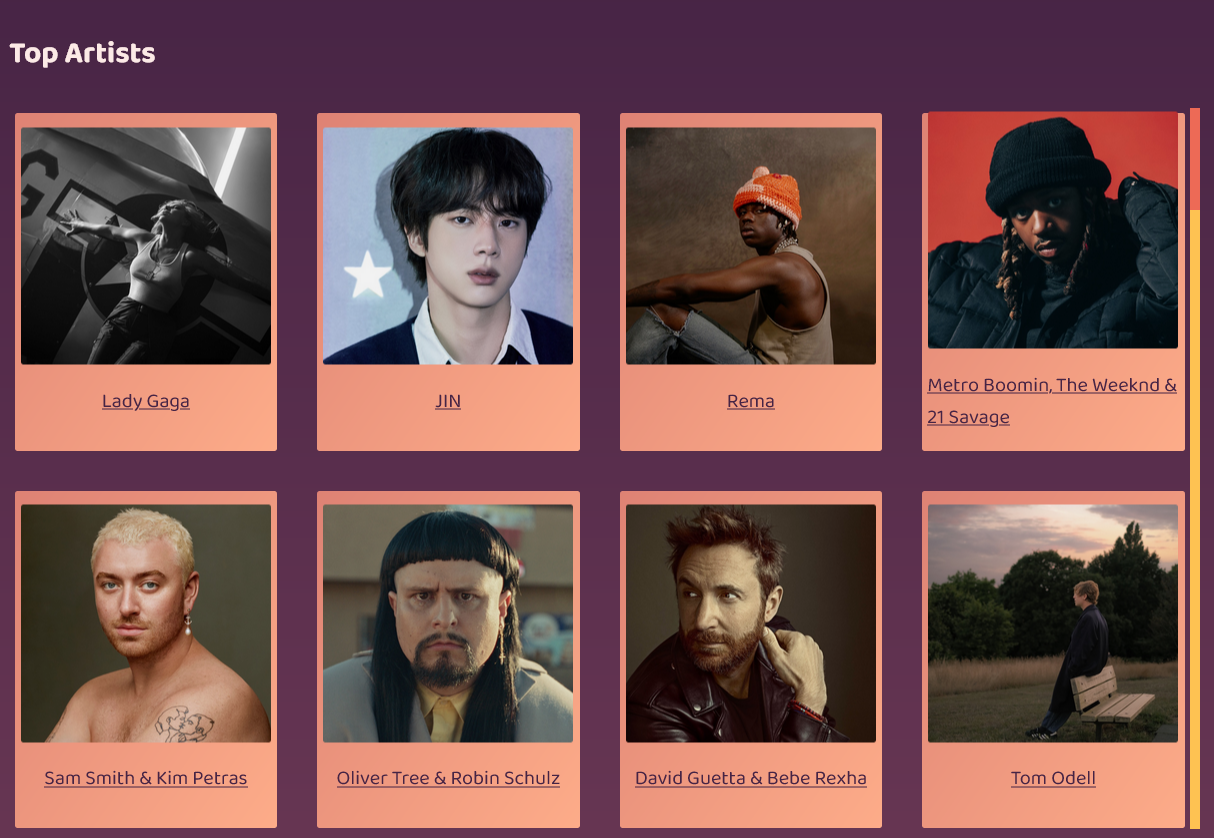 Top Artists
Lady Gaga
JIN
Rema
Metro Boomin, The Weeknd &
21 Savage
Sam Smith & Kim Petras
Oliver Tree & Robin Schulz
David Guetta & Bebe Rexha
Tom Odell